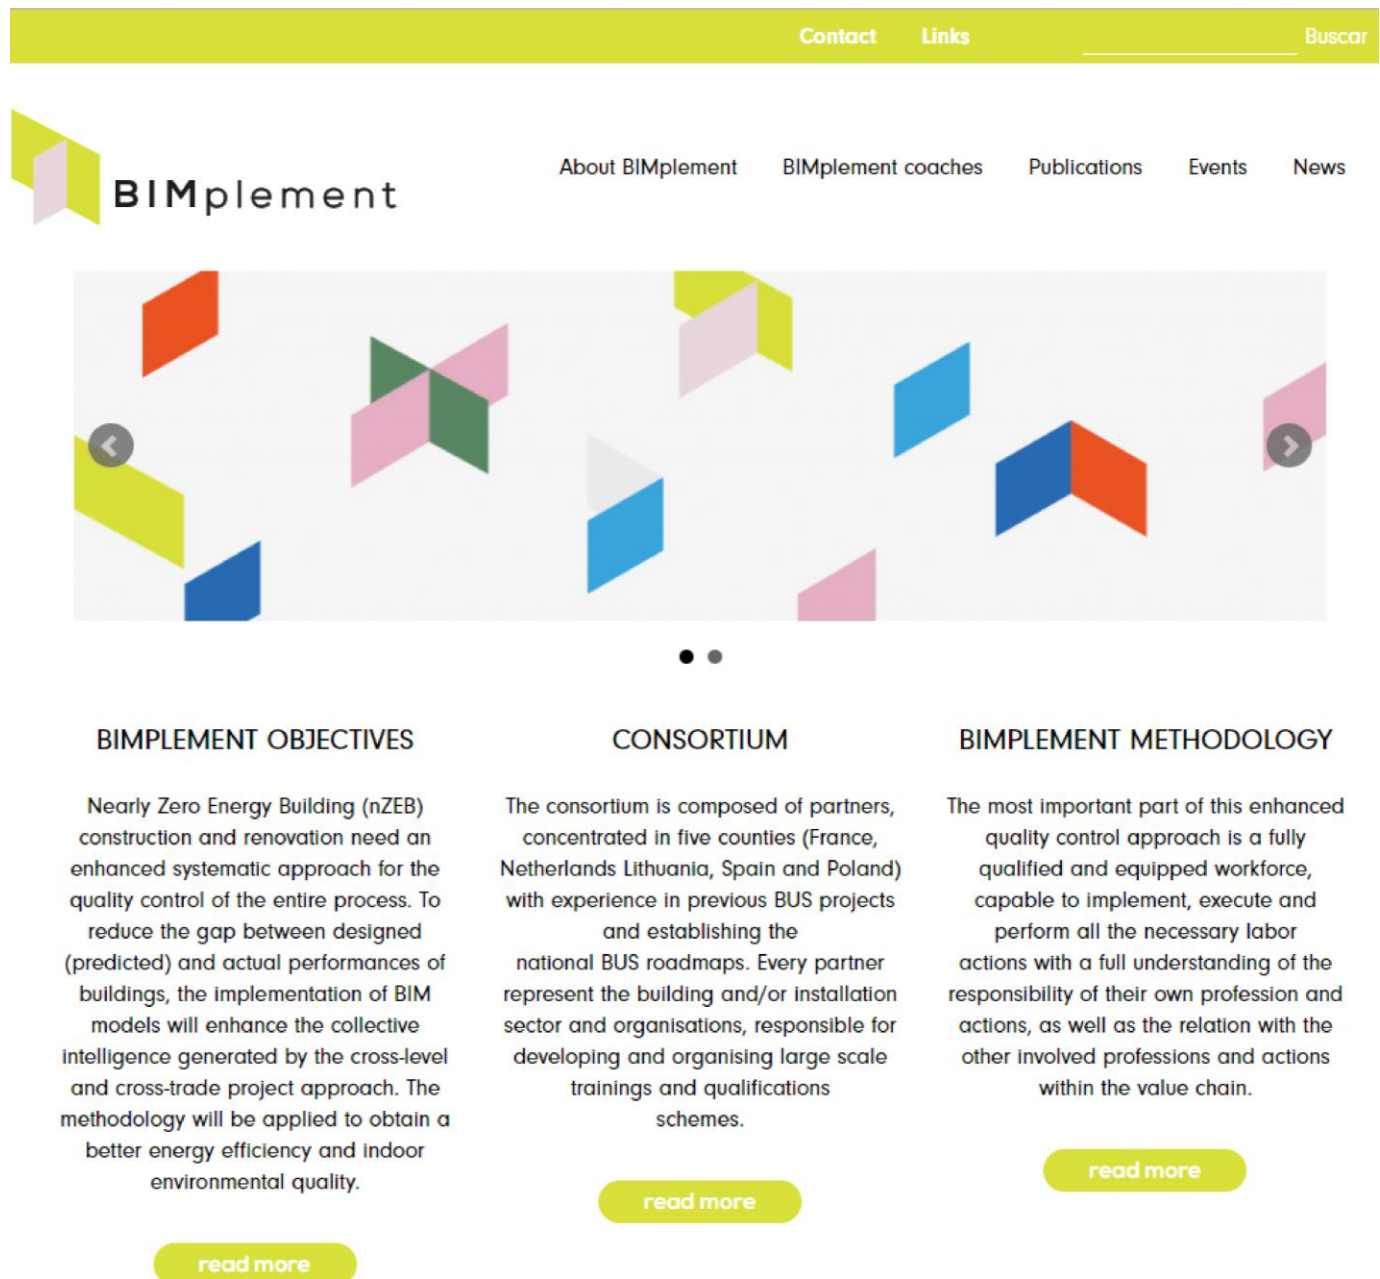 Contact Links Buscar
BIMplement
About BIMplement BIMplement coaches Publications Events News
BIMPLEMENT OBJECTIVES
Nearly Zero Energy Building (nZEB)
construction and renovation need an
enhanced systematic approach for the
quality control of the entire process. To
reduce the gap between designed
(predicted) and actual performances of
buildings, the implementation of BIM
models will enhance the collective
intelligence generated by the cross-level
and cross-trade project approach. The
methodology will be applied to obtain a
better energy efficiency and indoor
environmental quality.
read more
CONSORTIUM
The consortium is composed of partners,
concentrated in five counties (France,
Netherlands Lithuania, Spain and Poland)
with experience in previous BUS projects
and establishing the
national BUS roadmaps. Every partner
represent the building and/or installation
sector and organisations, responsible for
developing and organising large scale
trainings and qualifications
schemes.
read more
BIMPLEMENT METHODOLOGY
The most important part of this enhanced
quality control approach is a fully
qualified and equipped workforce,
capable to implement, execute and
perform all the necessary labor
actions with a full understanding of the
responsibility of their own profession and
actions, as well as the relation with the
other involved professions and actions
within the value chain.
read more